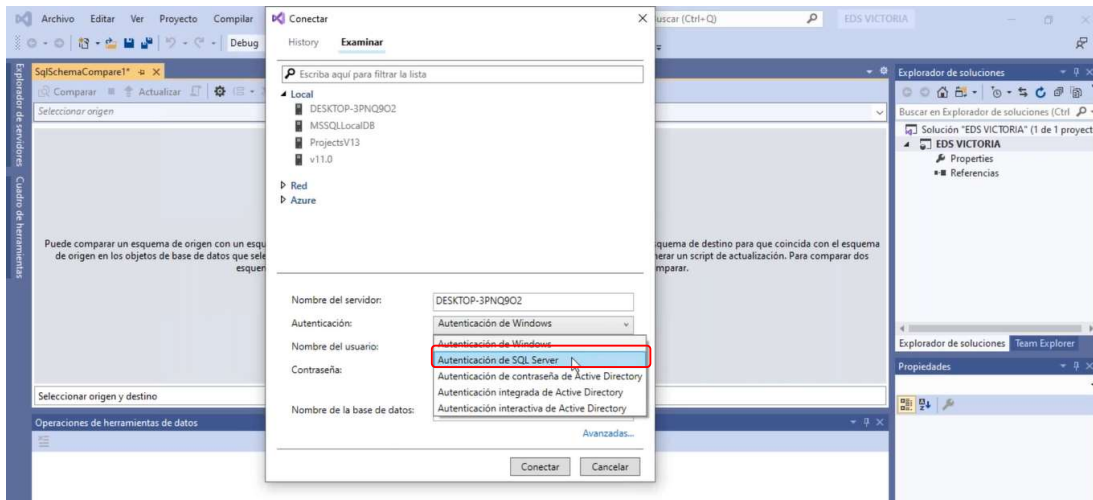 Archivo Editar Ver Proyecto Compilar
Conectar
uscar (Ctrl+Q)
EDS VICTORIA
Debug
History Examinar
SqlSchemaCompare1*
Comparar Actualizar
Seleccionar origen
Escriba aquí para filtrar la lista
Local
DESKTOP-3PNQ9O2
MSSQLLocalDB
ProjectsV13
v11.0
Red
Azure
Explorador de servidores
Cuadro de herramientas
Puede comparar un esquema de origen con un esqu
de origen en los objetos de base de datos que sele
esquen
squema de destino para que coincida con el esquema
nerar un script de actualización. Para comparar dos
mparar.
Nombre del servidor: DESKTOP-3PNQ9O2
Autenticación: Autenticación de Windows
Nombre del usuario:
Contraseña:
Autenticación de Windows
Autenticación de SQL Server
Autenticación de contraseña de Active Directory
Autenticación integrada de Active Directory
Autenticación interactiva de Active Directory
Nombre de la base de datos:
Avanzadas...
Conectar Cancelar
Seleccionar origen y destino
Operaciones de herramientas de datos
Explorador de soluciones
Buscar en Explorador de soluciones (Ctrl
Solución "EDS VICTORIA" (1 de 1 proyect
EDS VICTORIA
Properties
Referencias
Explorador de soluciones Team Explorer
Propiedades